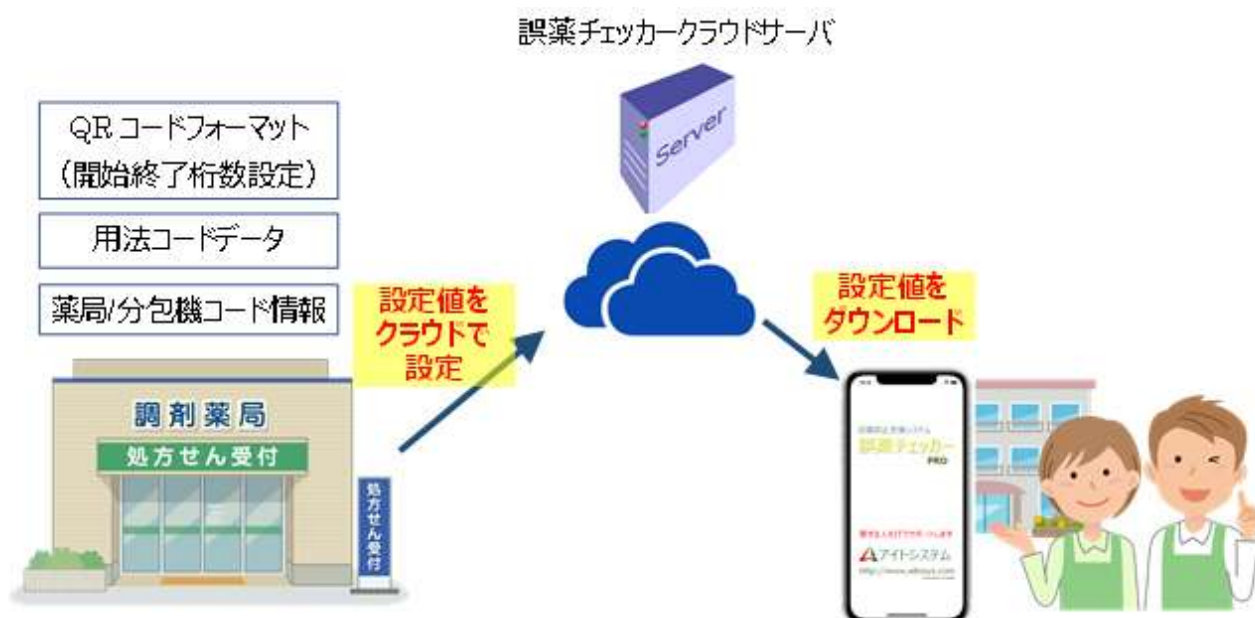 誤薬チェッカークラウドサーバ
Server
QRコードフォーマット
（開始終了桁数設定）
用法コードデータ
薬局/分包機コード情報
設定値を
クラウドで
設定
設定値を
ダウンロード
調剤薬局
処方せん受付
処方せん受付
誤薬チェッカー
PRO
アイトシステム